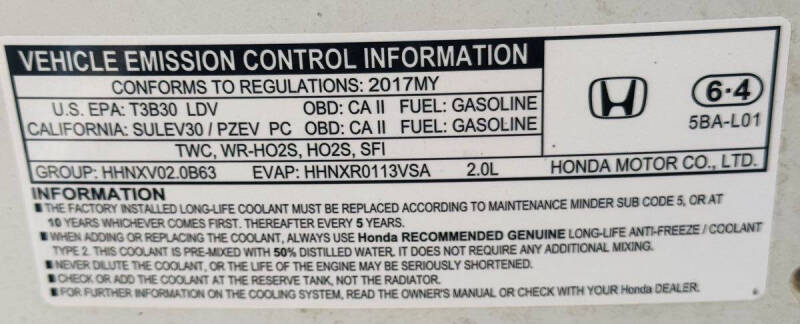 VEHICLE EMISSION CONTROL INFORMATION
CONFORMS TO REGULATIONS: 2017MY
U.S. EPA: T3B30 LDV OBD: CA II FUEL: GASOLINE
CALIFORNIA: SULEV30 / PZEV PC OBD: CA II FUEL: GASOLINE
TWC, WR-HO2S, HO2S, SFI
GROUP: HHNXV02.0B63 EVAP: HHNXR0113VSA 2.0L
6·4
5BA-L01
HONDA MOTOR CO., LTD.
INFORMATION
■THE FACTORY INSTALLED LONG-LIFE COOLANT MUST BE REPLACED ACCORDING TO MAINTENANCE MINDER SUB CODE 5, OR AT
10 YEARS WHICHEVER COMES FIRST. THEREAFTER EVERY 5 YEARS.
■WHEN ADDING OR REPLACING THE COOLANT, ALWAYS USE Honda RECOMMENDED GENUINE LONG-LIFE ANTI-FREEZE / COOLANT
TYPE 2. THIS COOLANT IS PRE-MIXED WITH 50% DISTILLED WATER. IT DOES NOT REQUIRE ANY ADDITIONAL MIXING.
■NEVER DILUTE THE COOLANT, OR THE LIFE OF THE ENGINE MAY BE SERIOUSLY SHORTENED.
■CHECK OR ADD THE COOLANT AT THE RESERVE TANK, NOT THE RADIATOR.
■FOR FURTHER INFORMATION ON THE COOLING SYSTEM, READ THE OWNER'S MANUAL OR CHECK WITH YOUR Honda DEALER.